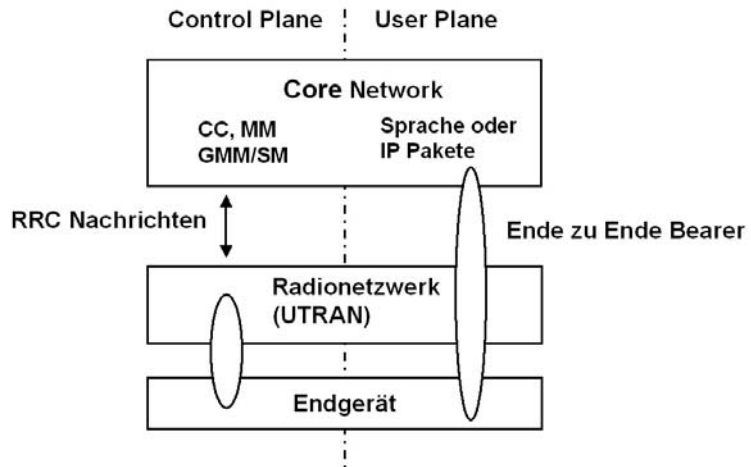 Control Plane
User Plane
Core Network
CC, MM
GMM/SM
Sprache oder
IP Pakete
RRC Nachrichten
Ende zu Ende Bearer
Radionetzwerk
(UTRAN)
Endgerät